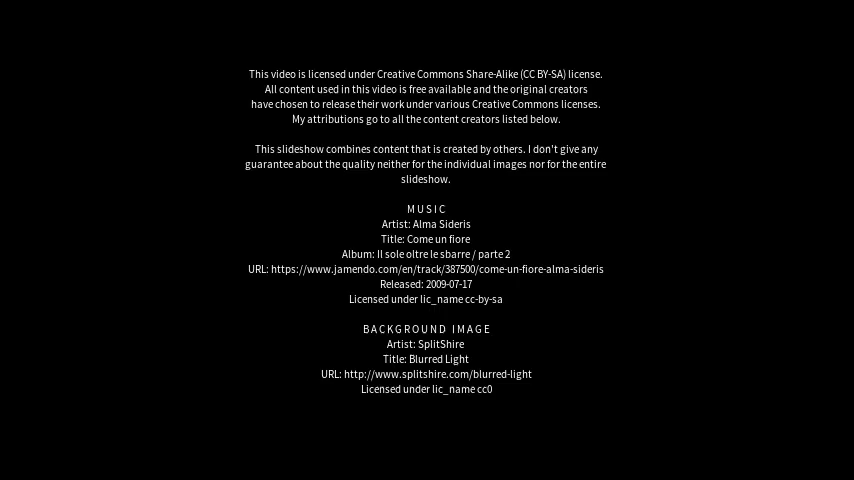 This video is licensed under Creative Commons Share-Alike (CC BY-SA) license.
All content used in this video is free available and the original creators
have chosen to release their work under various Creative Commons licenses.
My attributions go to all the content creators listed below.
This slideshow combines content that is created by others. I don't give any
guarantee about the quality neither for the individual images nor for the entire
slideshow.
MUSIC
Artist: Alma Sideris
Title: Come un fiore
Album: Il sole oltre le sbarre / parte 2
URL: https://www.jamendo.com/en/track/387500/come-un-fiore-alma-sideris
Released: 2009-07-17
Licensed under lic_name cc-by-sa
BACKGROUND IMAGE
Artist: SplitShire
Title: Blurred Light
URL: http://www.splitshire.com/blurred-light
Licensed under lic_name cc0